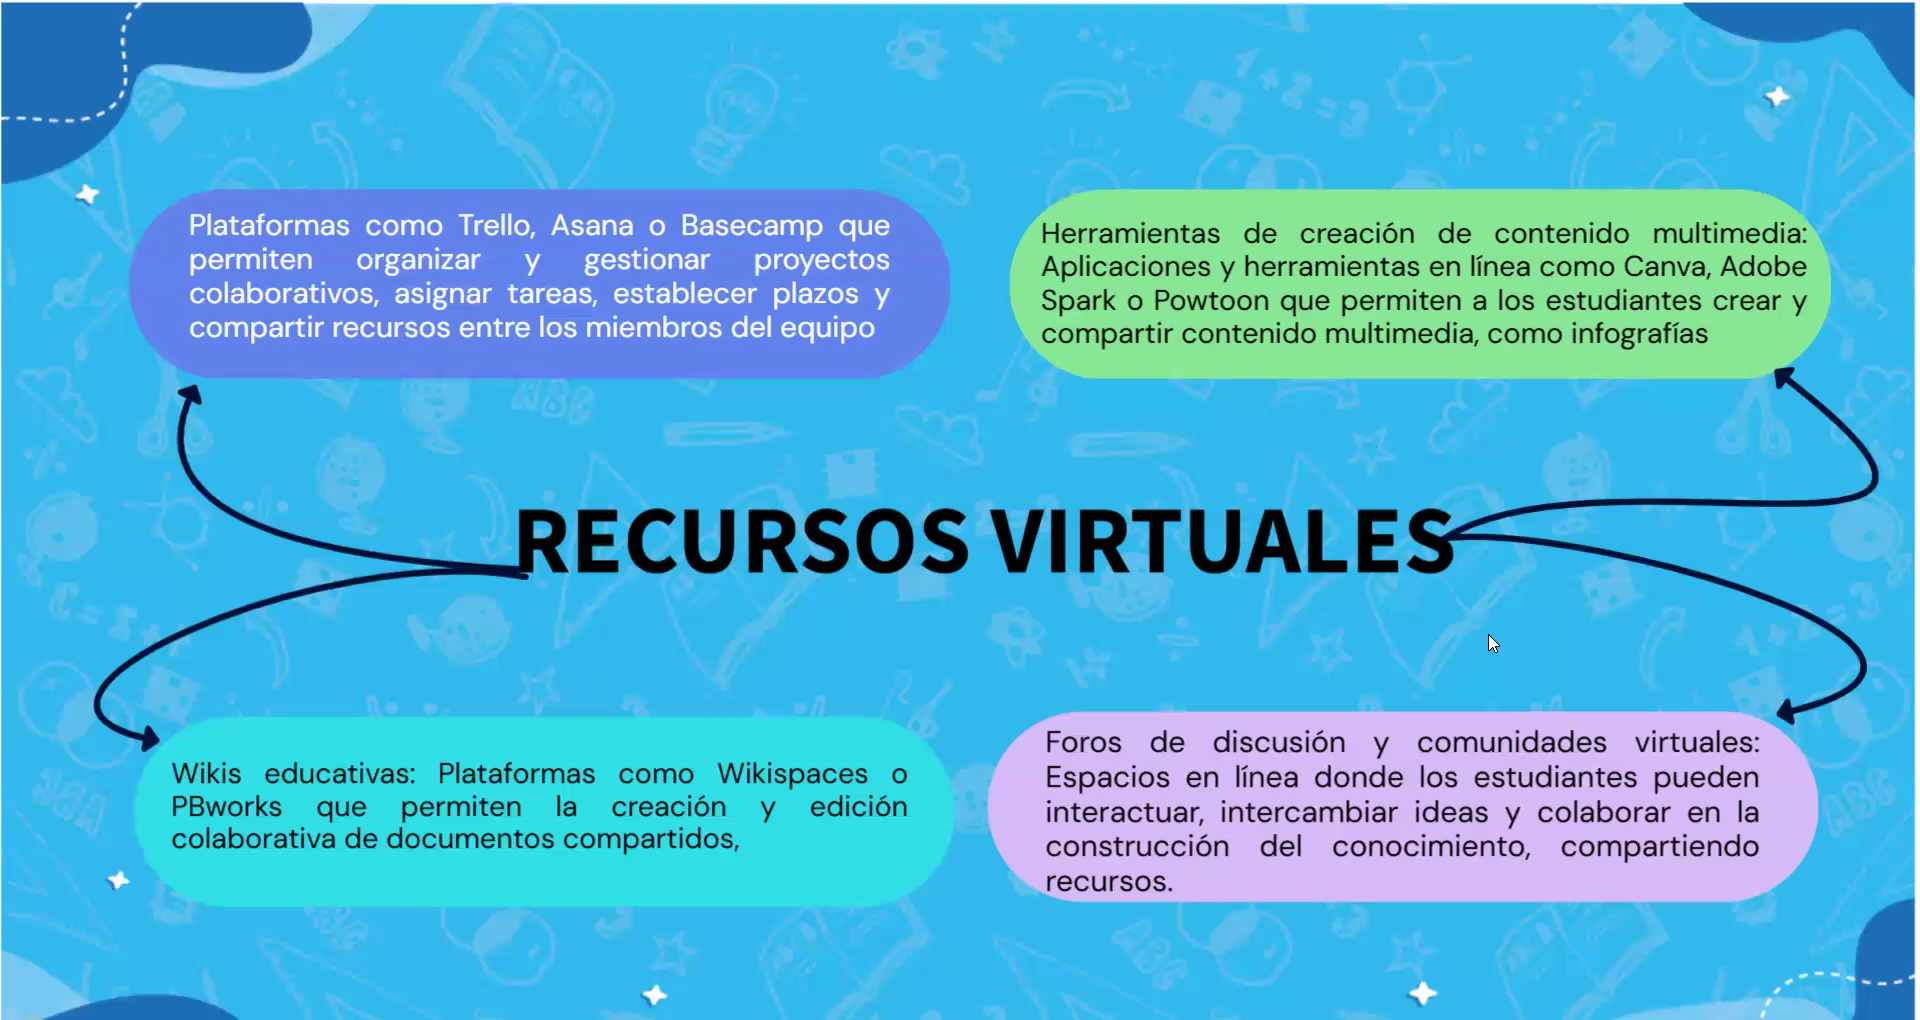 Plataformas como Trello, Asana o Basecamp que
permiten organizar y gestionar proyectos
colaborativos, asignar tareas, establecer plazos y
compartir recursos entre los miembros del equipo
Herramientas de creación de contenido multimedia:
Aplicaciones y herramientas en línea como Canva, Adobe
Spark o Powtoon que permiten a los estudiantes crear y
compartir contenido multimedia, como infografías
RECURSOS VIRTUALES
Wikis educativas: Plataformas como Wikispaces o
PBworks que permiten la creación y edición
colaborativa de documentos compartidos,
Foros de discusión y comunidades virtuales:
Espacios en línea donde los estudiantes pueden
interactuar, intercambiar ideas y colaborar en la
construcción del conocimiento, compartiendo
recursos.